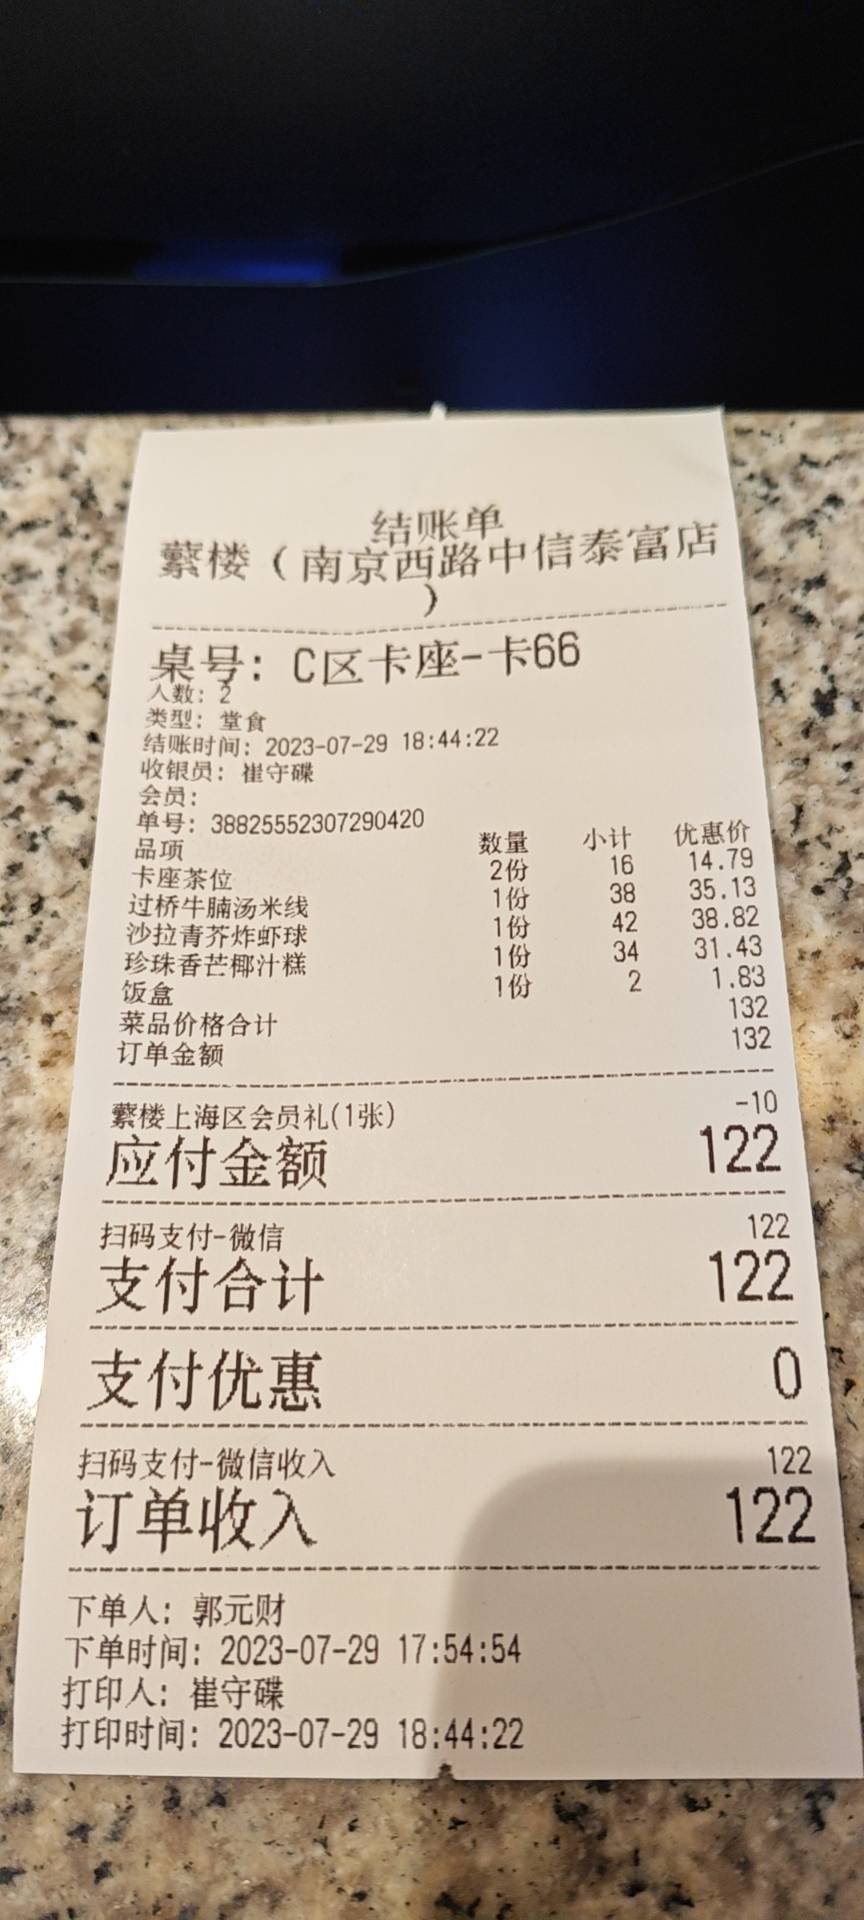 结账单
蘩楼（南京西路中信泰富店
）
桌号: C区卡座-卡66
人数: 2
类型: 堂食
结账时间: 2023-07-29 18:44:22
收银员: 崔守碟
会员:
单号: 38825552307290420
品项 数量 小计 优惠价
卡座茶位 2份 16 14.79
过桥牛腩汤米线 1份 38 35.13
沙拉青芥炸虾球 1份 42 38.82
珍珠香芒椰汁糕 1份 34 31.43
饭盒 1份 2 1.83
菜品价格合计 132
订单金额 132
蘩楼上海区会员礼(1张) -10
应付金额 122
扫码支付-微信 122
支付合计 122
支付优惠 0
扫码支付-微信收入 122
订单收入 122
下单人: 郭元财
下单时间: 2023-07-29 17:54:54
打印人: 崔守碟
打印时间: 2023-07-29 18:44:22